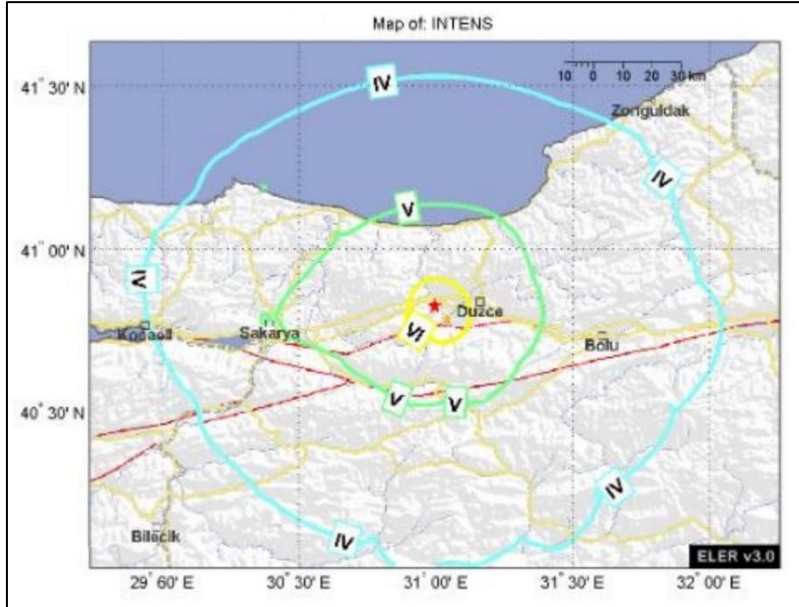 Map of: INTENS
10 0 10 20 30 km
41° 30' N
IV
Zonguldak
IV
V
41° 00' N
IV
Düzce
VI
Kocaeli
Sakarya
Bolu
V
V
40° 30' N
IV
IV
Bilecik
ELER v3.0
29° 60' E
30° 30' E
31° 00' E
31° 30' E
32° 00' E